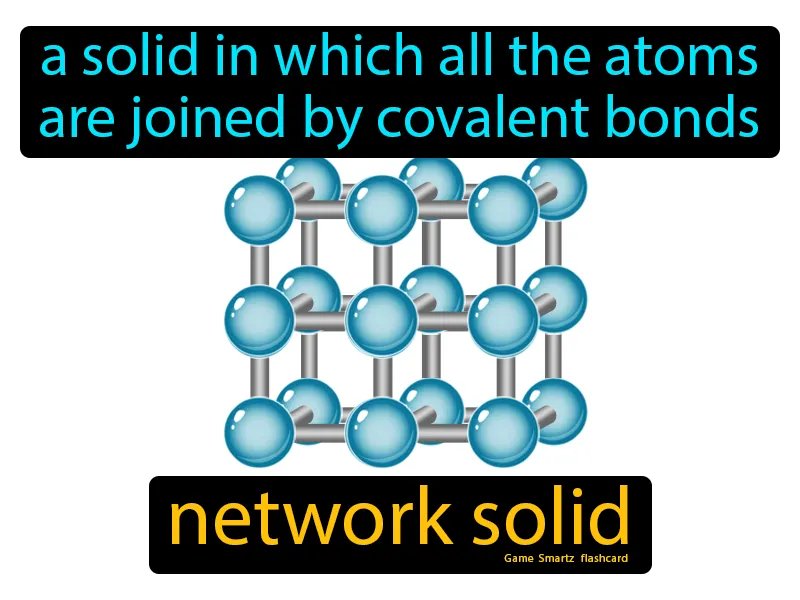 a solid in which all the atoms
are joined by covalent bonds
network solid
Game Smartz flashcard